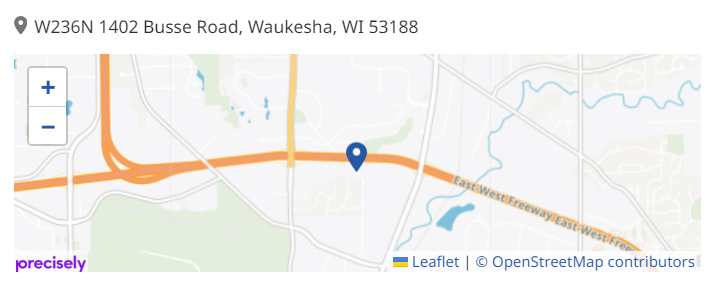 W236N 1402 Busse Road, Waukesha, WI 53188
+
−
East-West Freeway East-West Free
precisely
Leaflet | © OpenStreetMap contributors